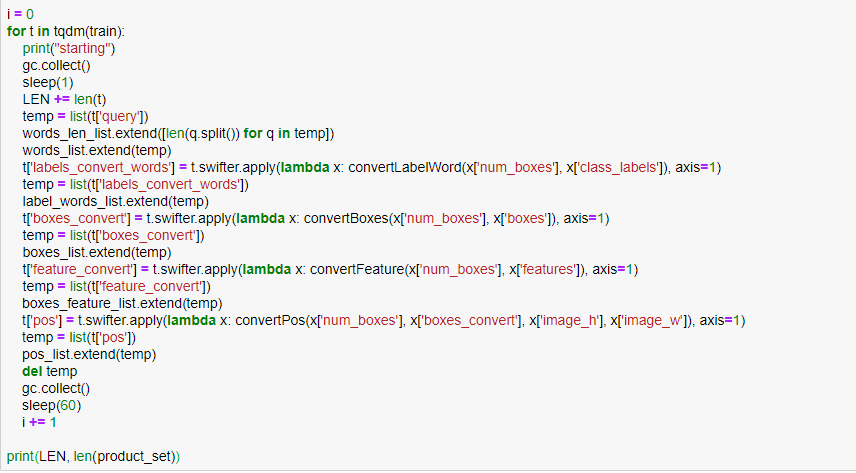 i = 0
for t in tqdm(train):
    print("starting")
    gc.collect()
    sleep(1)
    LEN += len(t)
    temp = list(t['query'])
    words_len_list.extend([len(q.split()) for q in temp])
    words_list.extend(temp)
    t['labels_convert_words'] = t.swifter.apply(lambda x: convertLabelWord(x['num_boxes'], x['class_labels']), axis=1)
    temp = list(t['labels_convert_words'])
    label_words_list.extend(temp)
    t['boxes_convert'] = t.swifter.apply(lambda x: convertBoxes(x['num_boxes'], x['boxes']), axis=1)
    temp = list(t['boxes_convert'])
    boxes_list.extend(temp)
    t['feature_convert'] = t.swifter.apply(lambda x: convertFeature(x['num_boxes'], x['features']), axis=1)
    temp = list(t['feature_convert'])
    boxes_feature_list.extend(temp)
    t['pos'] = t.swifter.apply(lambda x: convertPos(x['num_boxes'], x['boxes_convert'], x['image_h'], x['image_w']), axis=1)
    temp = list(t['pos'])
    pos_list.extend(temp)
    del temp
    gc.collect()
    sleep(60)
    i += 1

print(LEN, len(product_set))